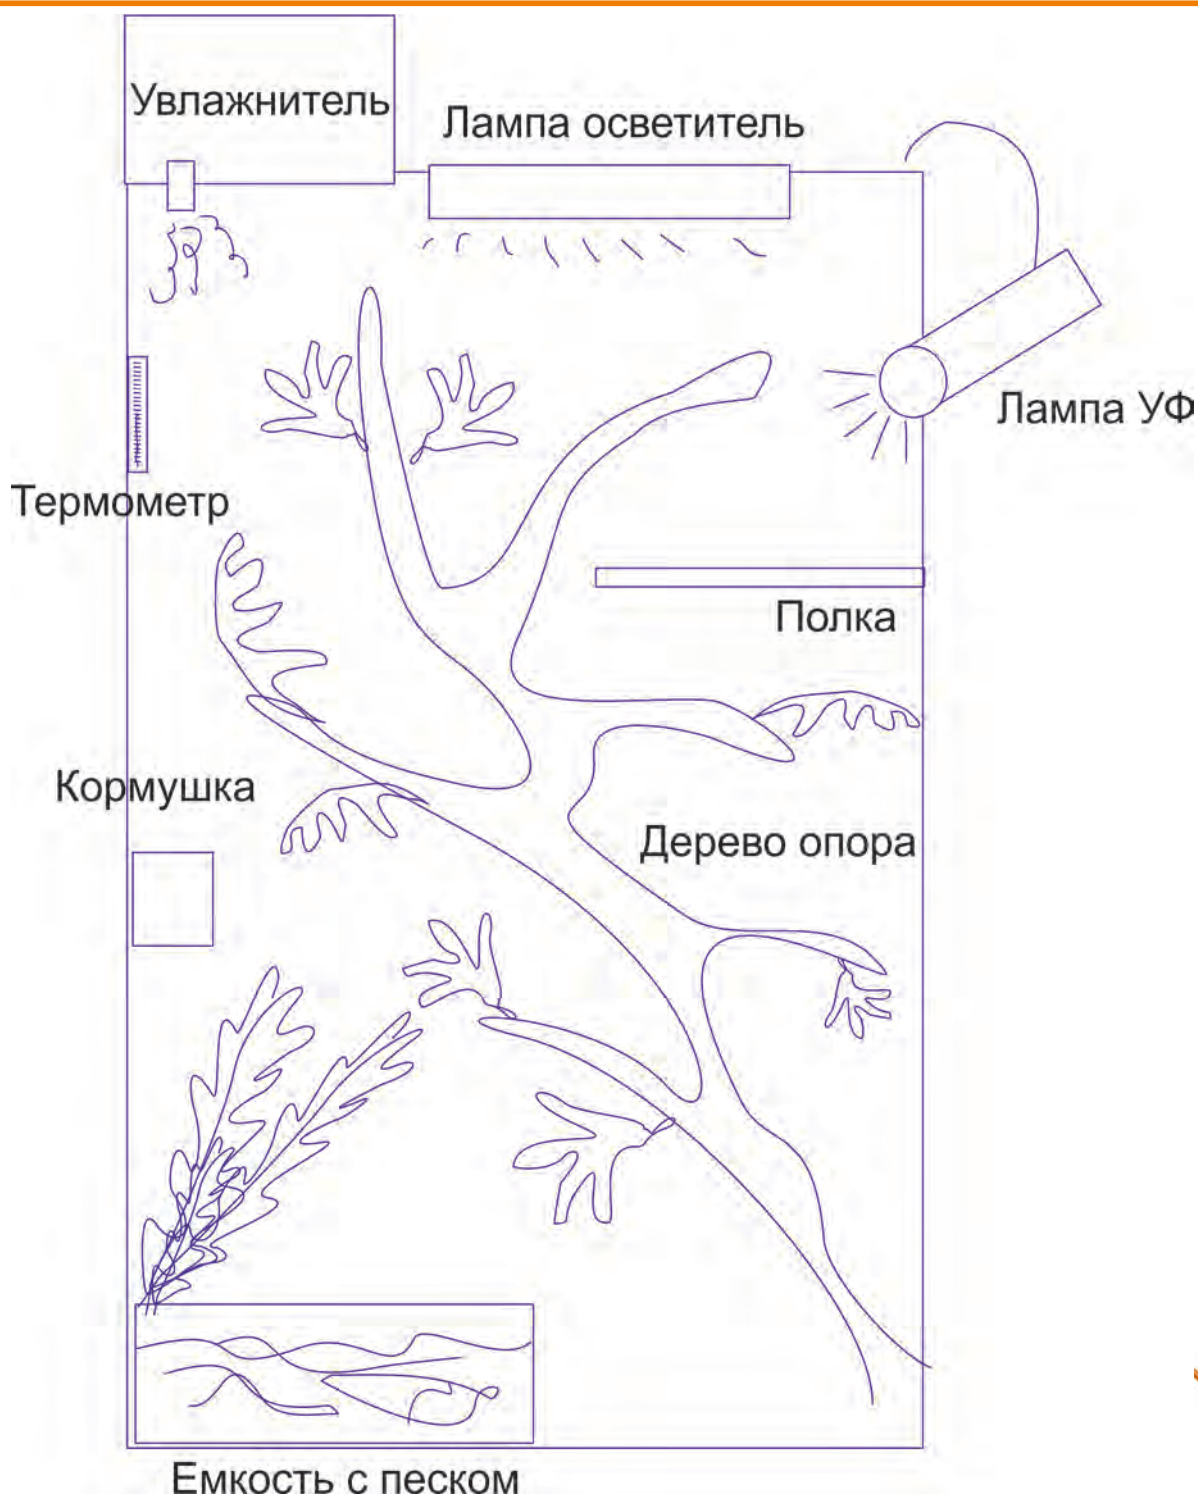 Увлажнитель
Лампа осветитель
Лампа УФ
Термометр
Полка
Кормушка
Дерево опора
Емкость с песком